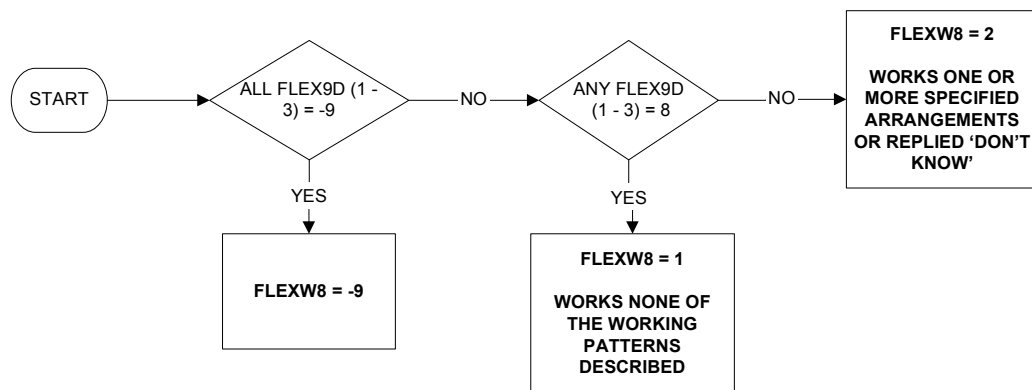 START
ALL FLEX9D (1 -
3) = -9
NO
ANY FLEX9D
(1 - 3) = 8
NO
FLEXW8 = 2
WORKS ONE OR
MORE SPECIFIED
ARRANGEMENTS
OR REPLIED ‘DON’T
KNOW’
YES
FLEXW8 = -9
YES
FLEXW8 = 1
WORKS NONE OF
THE WORKING
PATTERNS
DESCRIBED